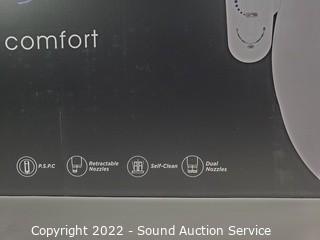 comfort
P.S.P.C
Retractable
Nozzles
Self-Clean
Dual
Nozzles
Copyright 2022 - Sound Auction Service